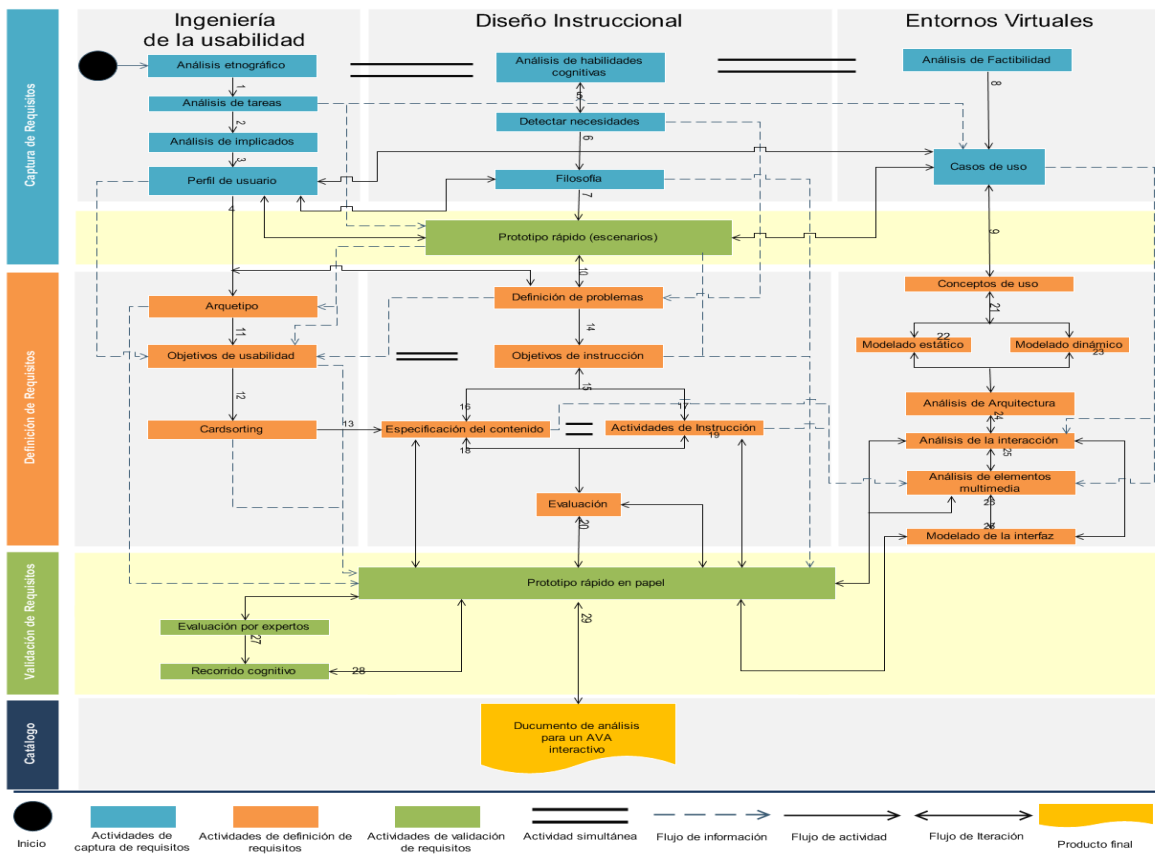 Ingeniería
de la usabilidad
Diseño Instruccional
Entornos Virtuales
Captura de Requisitos
Análisis etnográfico
1
Análisis de tareas
2
Análisis de implicados
3
Perfil de usuario
4
Análisis de habilidades
cognitivas
5
Detectar necesidades
6
Filosofía
7
Análisis de Factibilidad
8
Casos de uso
9
Prototipo rápido (escenarios)
10
Definición de Requisitos
Arquetipo
11
Objetivos de usabilidad
12
Cardsorting
13
Definición de problemas
14
Objetivos de instrucción
15
16
17
Especificación del contenido
Actividades de Instrucción
18
19
Evaluación
20
Conceptos de uso
21
22
Modelado estático
Modelado dinámico
23
Análisis de Arquitectura
24
Análisis de la interacción
25
Análisis de elementos
multimedia
Modelado de la interfaz
Validación de Requisitos
Prototipo rápido en papel
Evaluación por expertos
27
Recorrido cognitivo
28
29
Catálogo
Ducumento de análisis
para un AVA
interactivo
Inicio
Actividades de
captura de requisitos
Actividades de definición de
requisitos
Actividades de validación
de requisitos
Actividad simultánea
Flujo de información
Flujo de actividad
Flujo de Iteración
Producto final